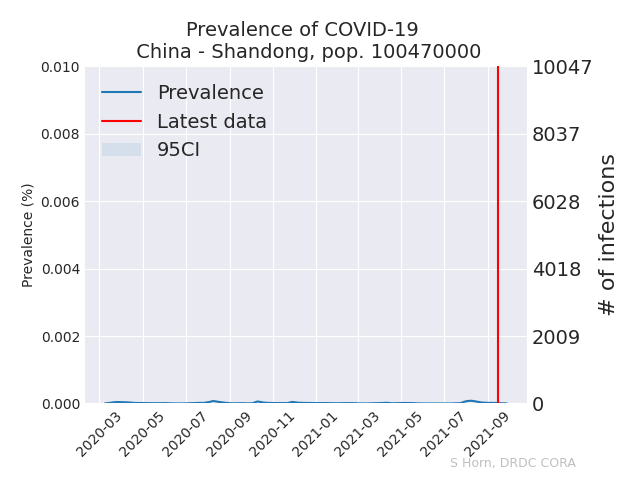 Prevalence of COVID-19
China - Shandong, pop. 100470000
Prevalence
Latest data
95CI
Prevalence (%)
0.010
0.008
0.006
0.004
0.002
0.000
10047
8037
6028
4018
2009
0
# of infections
2020-03
2020-05
2020-07
2020-09
2020-11
2021-01
2021-03
2021-05
2021-07
2021-09
S Horn, DRDC CORA